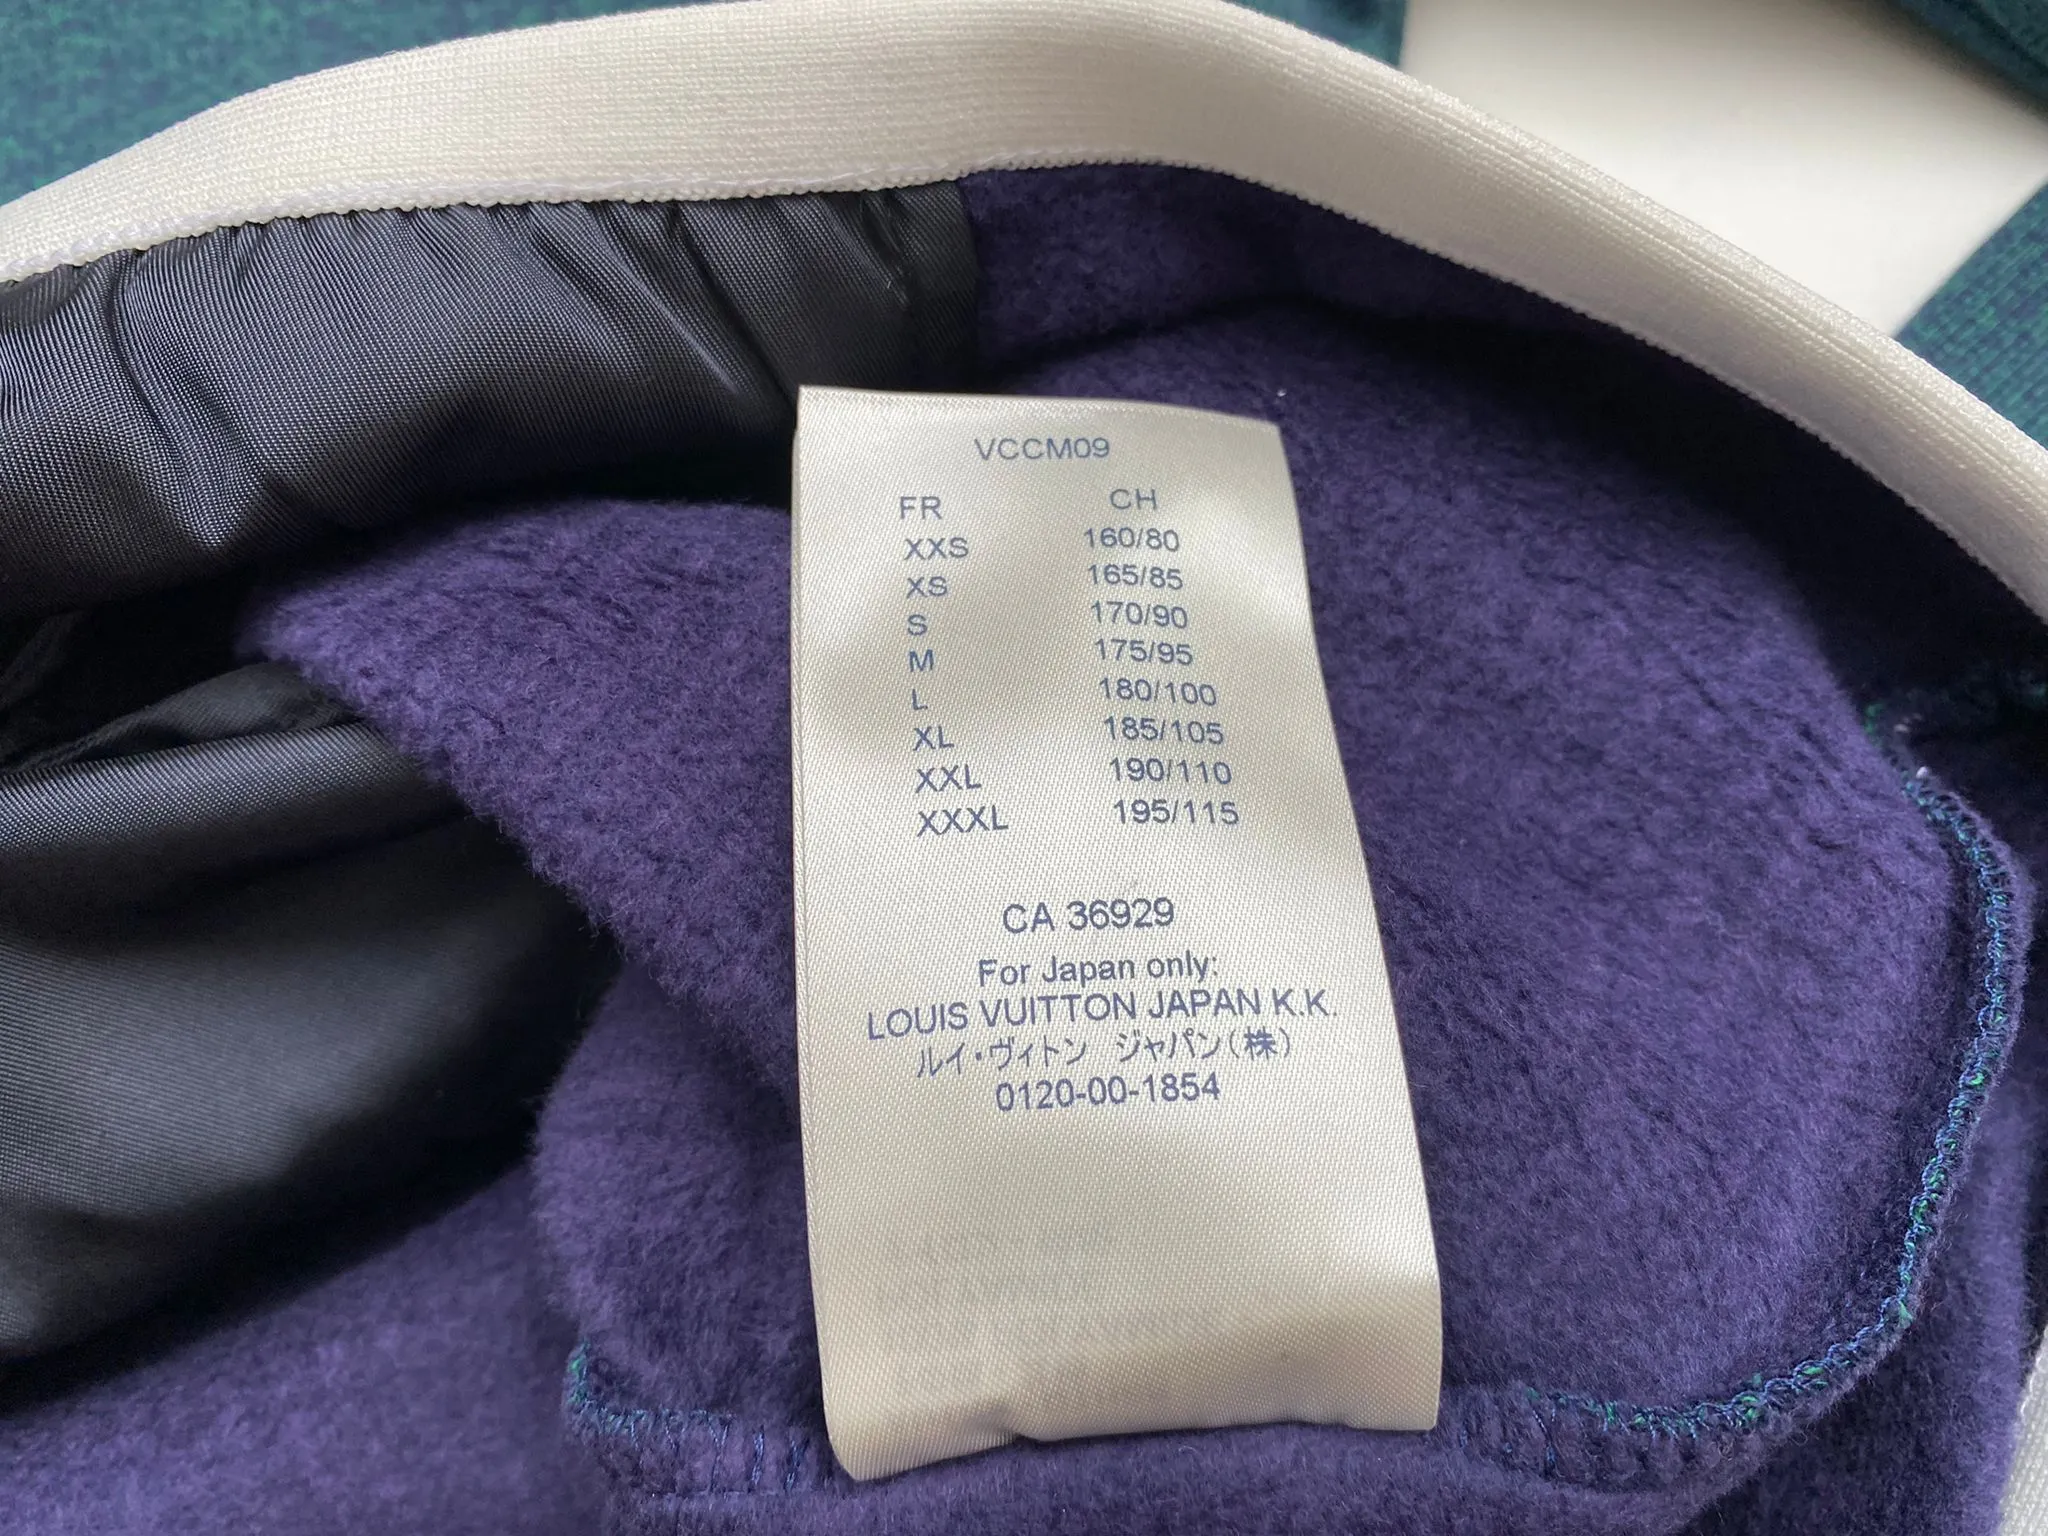 VCCM09
FR CH
XXS 160/80
XS 165/85
S 170/90
M 175/95
L 180/100
XL 185/105
XXL 190/110
XXXL 195/115
CA 36929
For Japan only:
LOUIS VUITTON JAPAN K.K.
ルイ・ヴィトン ジャパン(株)
0120-00-1854